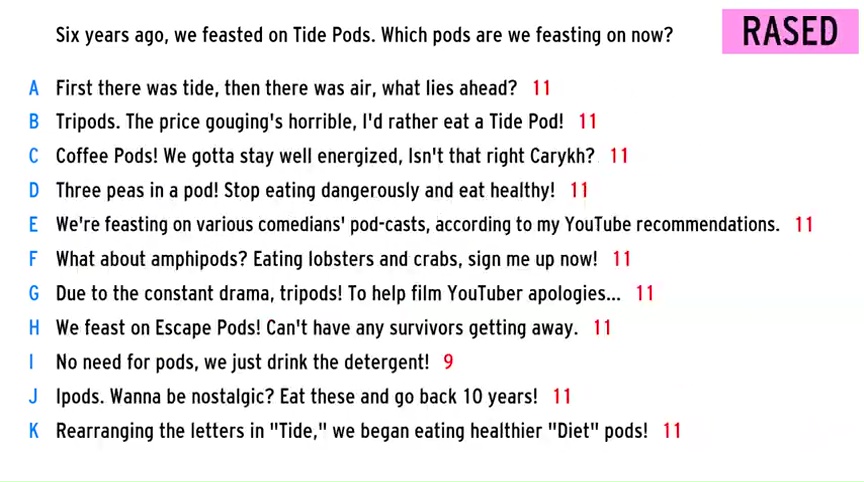 Six years ago, we feasted on Tide Pods. Which pods are we feasting on now?
RASED
A First there was tide, then there was air, what lies ahead? 11
B Tripods. The price gouging's horrible, I'd rather eat a Tide Pod! 11
C Coffee Pods! We gotta stay well energized, Isn't that right Carykh? 11
D Three peas in a pod! Stop eating dangerously and eat healthy! 11
E We're feasting on various comedians' pod-casts, according to my YouTube recommendations. 11
F What about amphipods? Eating lobsters and crabs, sign me up now! 11
G Due to the constant drama, tripods! To help film YouTuber apologies... 11
H We feast on Escape Pods! Can't have any survivors getting away. 11
I No need for pods, we just drink the detergent! 9
J Ipods. Wanna be nostalgic? Eat these and go back 10 years! 11
K Rearranging the letters in "Tide," we began eating healthier "Diet" pods! 11